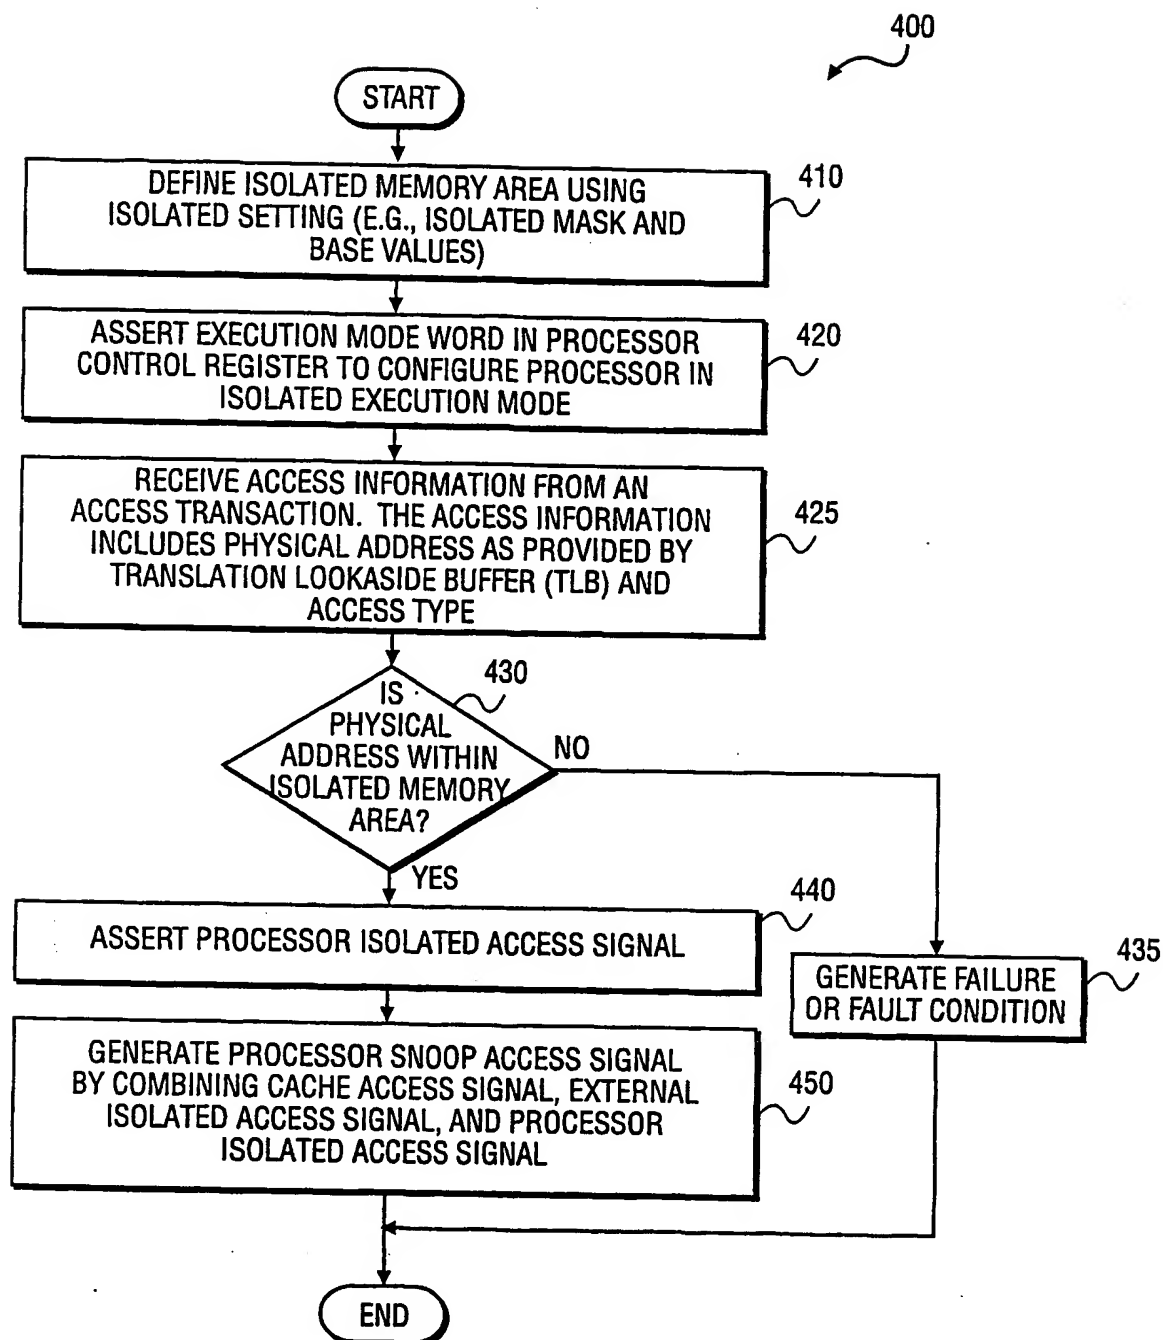 400
START
DEFINE ISOLATED MEMORY AREA USING
ISOLATED SETTING (E.G., ISOLATED MASK AND
BASE VALUES)
410
ASSERT EXECUTION MODE WORD IN PROCESSOR
CONTROL REGISTER TO CONFIGURE PROCESSOR IN
ISOLATED EXECUTION MODE
420
RECEIVE ACCESS INFORMATION FROM AN
ACCESS TRANSACTION. THE ACCESS INFORMATION
INCLUDES PHYSICAL ADDRESS AS PROVIDED BY
TRANSLATION LOOKASIDE BUFFER (TLB) AND
ACCESS TYPE
425
IS
PHYSICAL
ADDRESS WITHIN
ISOLATED MEMORY
AREA?
430
NO
YES
ASSERT PROCESSOR ISOLATED ACCESS SIGNAL
440
GENERATE FAILURE
OR FAULT CONDITION
435
GENERATE PROCESSOR SNOOP ACCESS SIGNAL
BY COMBINING CACHE ACCESS SIGNAL, EXTERNAL
ISOLATED ACCESS SIGNAL, AND PROCESSOR
ISOLATED ACCESS SIGNAL
450
END